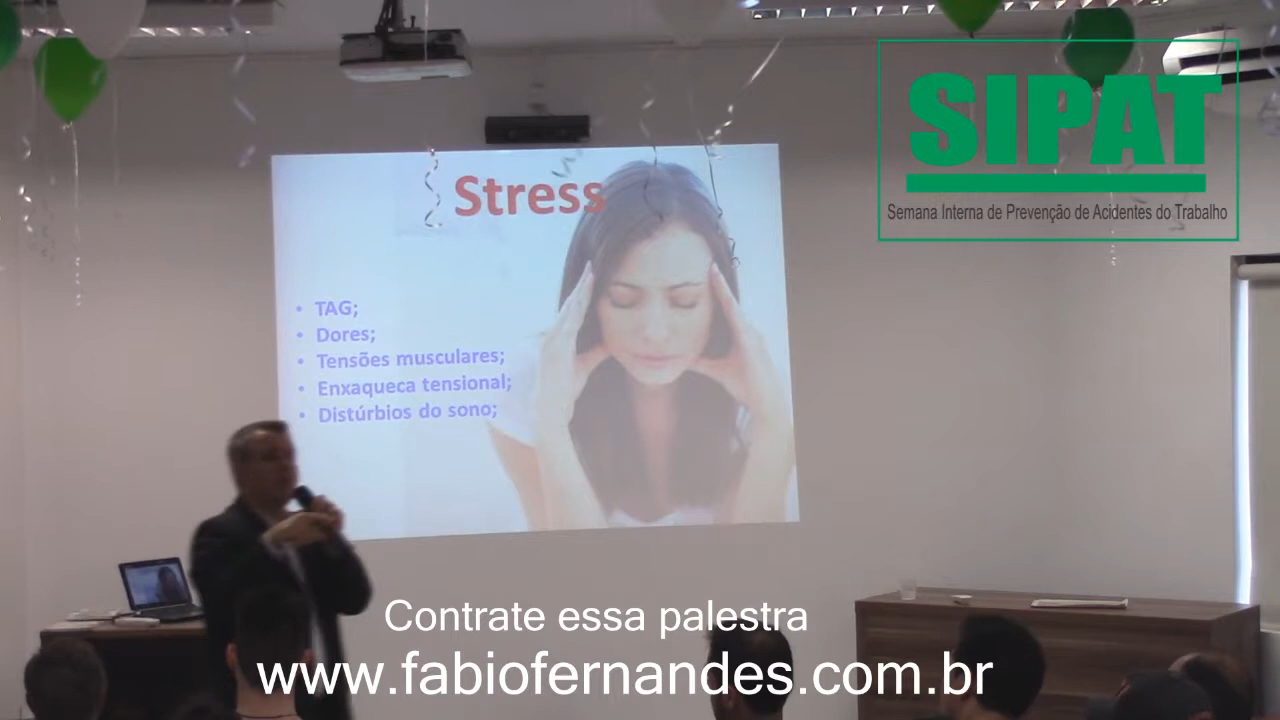 SIPAT
Semana Interna de Prevenção de Acidentes do Trabalho
Stress
• TAG;
• Dores;
• Tensões musculares;
• Enxaqueca tensional;
• Distúrbios do sono;
Contrate essa palestra
www.fabiofernandes.com.br